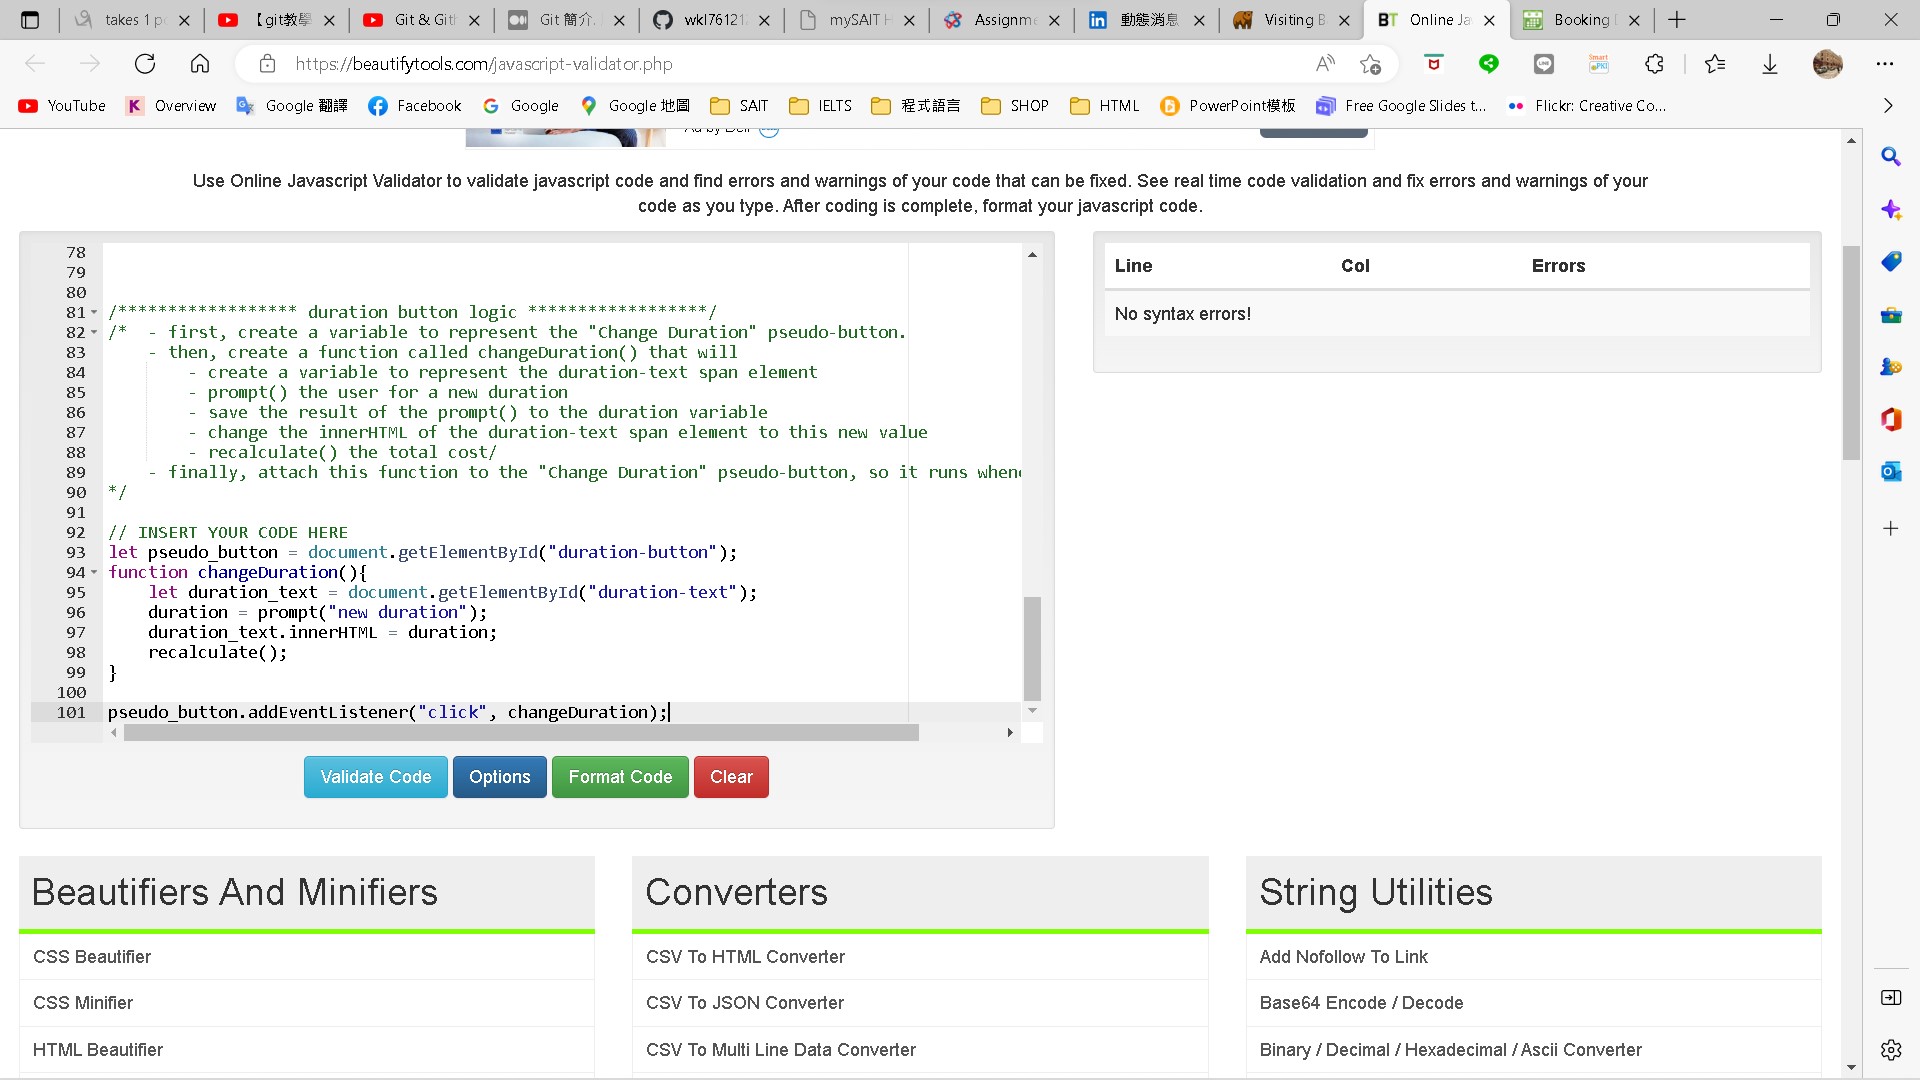 takes 1 p
【git教學
Git & Gitl
Git 簡介.
wkl761212
mySAIT H
Assignme
動態消息
Visiting B
Online Ja
Booking
https://beautifytools.com/javascript-validator.php
YouTube
Overview
Google 翻譯
Facebook
Google
Google 地圖
SAIT
IELTS
程式語言
SHOP
HTML
PowerPoint模板
Free Google Slides t...
Flickr: Creative Co...
Ad by Dell
Use Online Javascript Validator to validate javascript code and find errors and warnings of your code that can be fixed. See real time code validation and fix errors and warnings of your
code as you type. After coding is complete, format your javascript code.
78
79
80
81 /****************** duration button logic ******************/
82 /*  - first, create a variable to represent the "Change Duration" pseudo-button.
83     - then, create a function called changeDuration() that will
84         - create a variable to represent the duration-text span element
85         - prompt() the user for a new duration
86         - save the result of the prompt() to the duration variable
87         - change the innerHTML of the duration-text span element to this new value
88         - recalculate() the total cost/
89     - finally, attach this function to the "Change Duration" pseudo-button, so it runs when
90 */
91
92 // INSERT YOUR CODE HERE
93 let pseudo_button = document.getElementById("duration-button");
94 function changeDuration(){
95     let duration_text = document.getElementById("duration-text");
96     duration = prompt("new duration");
97     duration_text.innerHTML = duration;
98     recalculate();
99 }
100
101 pseudo_button.addEventListener("click", changeDuration);
Line Col Errors
No syntax errors!
Validate Code
Options
Format Code
Clear
Beautifiers And Minifiers
CSS Beautifier
CSS Minifier
HTML Beautifier
Converters
CSV To HTML Converter
CSV To JSON Converter
CSV To Multi Line Data Converter
String Utilities
Add Nofollow To Link
Base64 Encode / Decode
Binary / Decimal / Hexadecimal / Ascii Converter